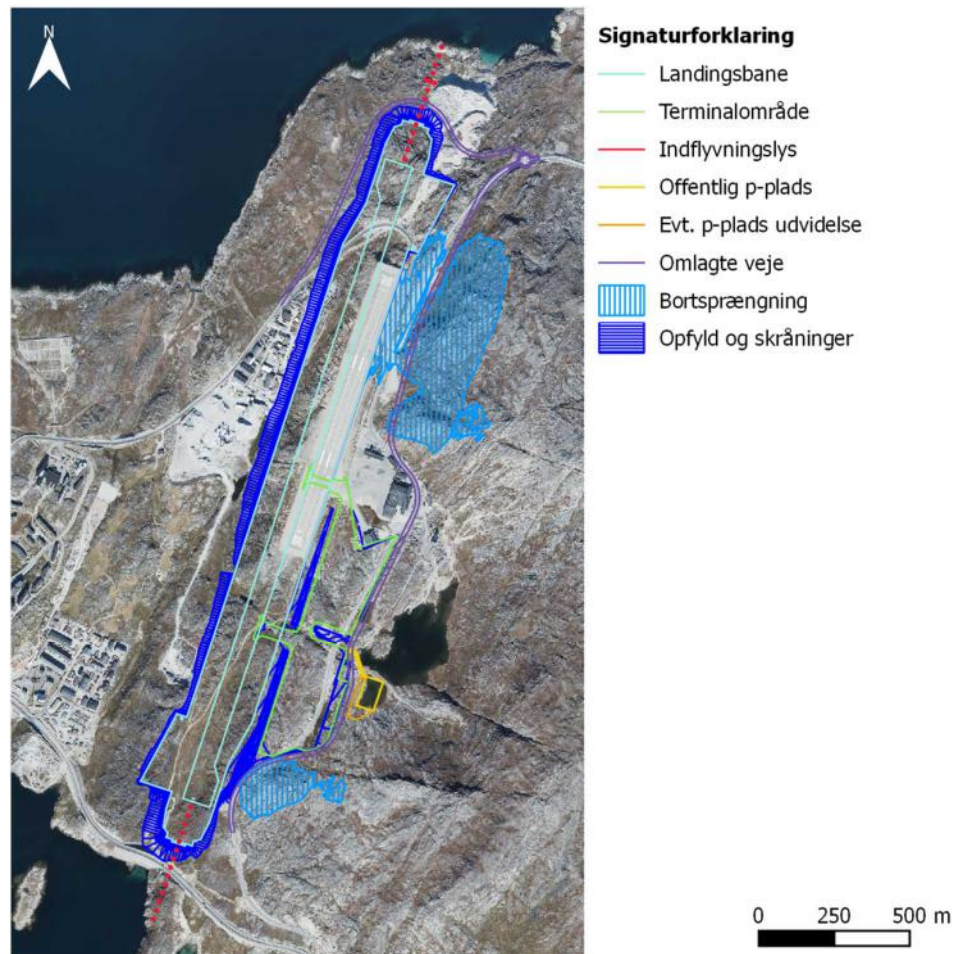 N
Signaturforklaring
Landingsbane
Terminalområde
Indflyvningslys
Offentlig p-plads
Evt. p-plads udvidelse
Omlagte veje
Bortsprængning
Opfyld og skråninger
0 250 500 m